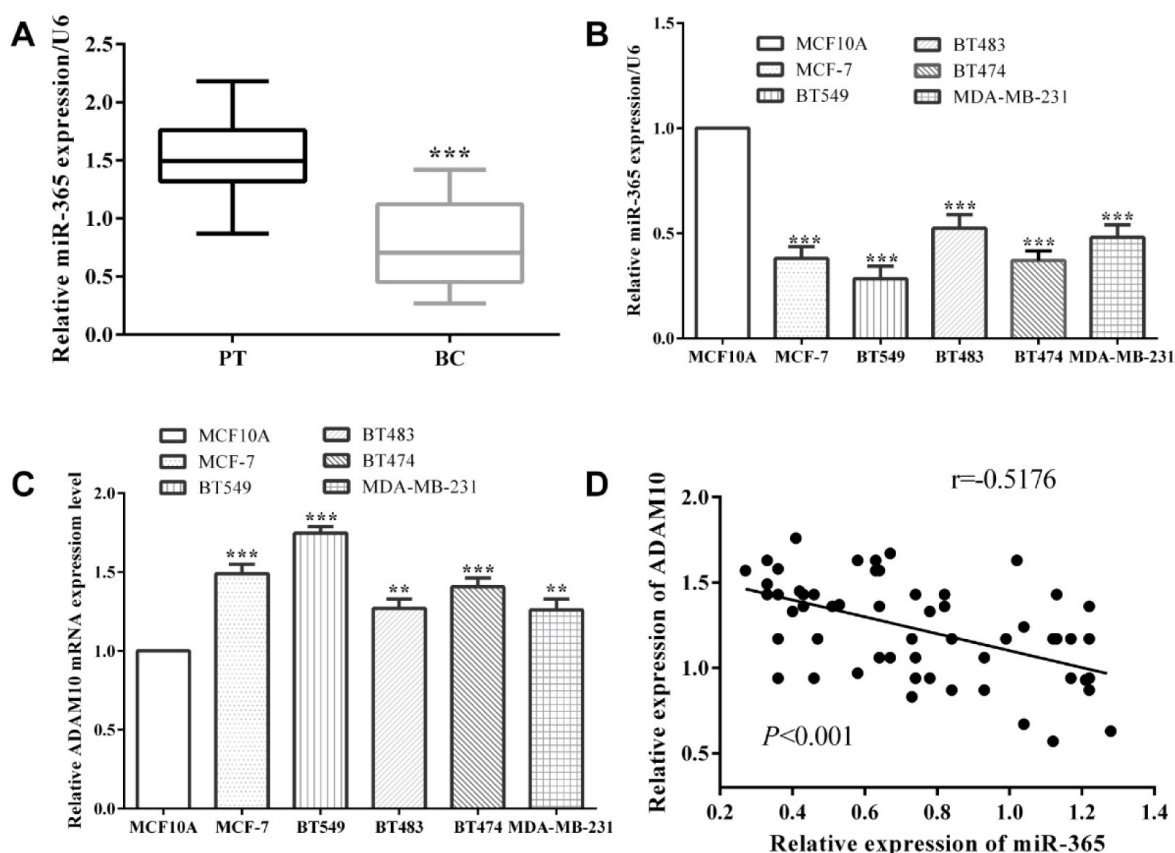 A
Relative miR-365 expression/U6
2.5
2.0
1.5
1.0
0.5
0.0
***
PT
BC
B
Relative miR-365 expression/U6
1.5
1.0
0.5
0.0
MCF10A
MCF-7
BT549
BT483
BT474
MDA-MB-231
***
***
***
***
***
MCF10A
MCF-7
BT549
BT483
BT474
MDA-MB-231
C
Relative ADAM10 mRNA expressiom level
MCF10A
MCF-7
BT549
BT483
BT474
MDA-MB-231
2.0
1.5
1.0
0.5
0.0
***
***
**
***
**
MCF10A
MCF-7
BT549
BT483
BT474
MDA-MB-231
D
r=-0.5176
Relative expression of ADAM10
2.0
1.5
1.0
0.5
P<0.001
0.2
0.4
0.6
0.8
1.0
1.2
1.4
Relative expression of miR-365